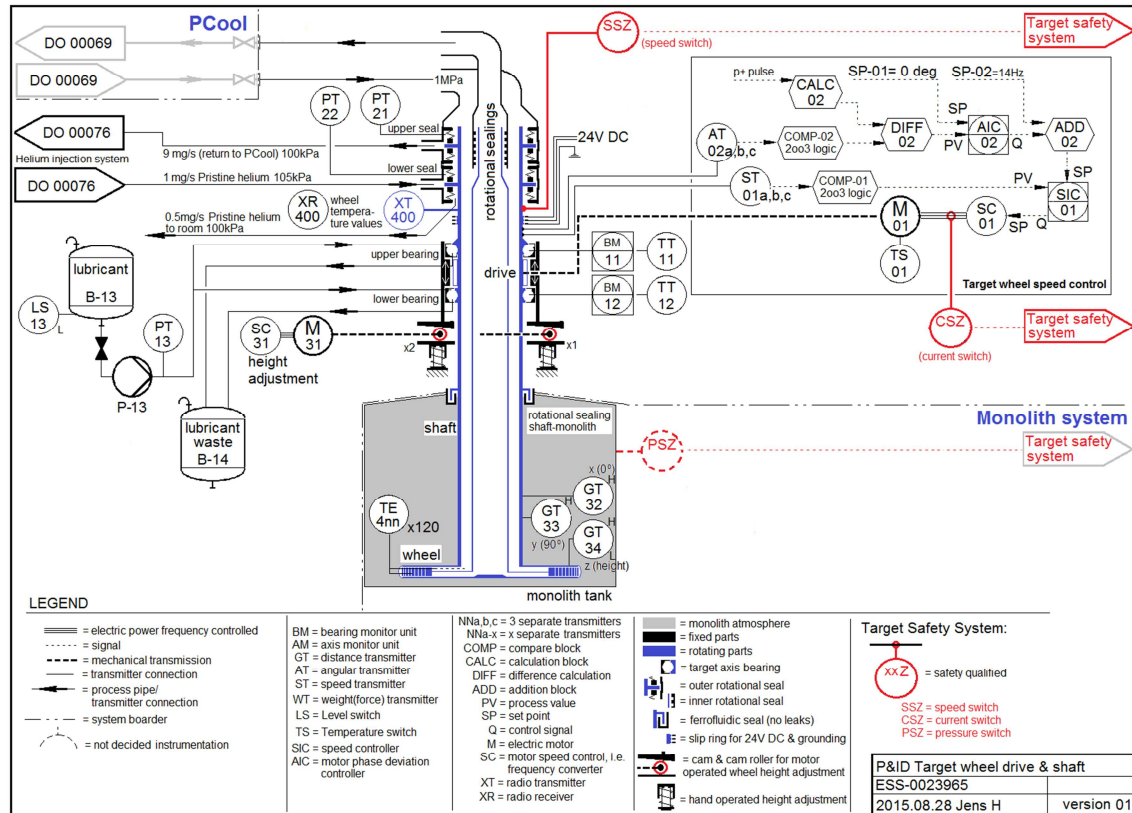 PCool
DO 00069
DO 00069
1MPa
SSZ
(speed switch)
Target safety
system
PT
22
PT
21
upper seal
lower seal
rotational sealings
24V DC
DO 00076
Helium injection system
9 mg/s (return to PCool) 100kPa
DO 00076
1 mg/s Pristine helium 105kPa
0.5mg/s Pristine helium
to room 100kPa
XR
400
wheel
tempera-
ture values
XT
400
p+ pulse
SP-01= 0 deg
SP-02=14Hz
CALC
02
DIFF
02
SP
AIC
02
PV
Q
ADD
02
AT
02a,b,c
COMP-02
2oo3 logic
ST
01a,b,c
COMP-01
2oo3 logic
PV
SP
SIC
01
Q
SP
SC
01
M
01
TS
01
Target wheel speed control
lubricant
B-13
LS
13
L
PT
13
P-13
lubricant
waste
B-14
upper bearing
lower bearing
drive
BM
11
TT
11
BM
12
TT
12
SC
31
M
31
height
adjustment
x2
x1
CSZ
(current switch)
Target safety
system
Monolith system
shaft
rotational sealing
shaft-monolith
PSZ
Target safety
system
TE
4nn
x120
wheel
x (0°)
H
GT
32
H
GT
33
y (90°)
H
GT
34
L
z (height)
monolith tank
LEGEND
= electric power frequency controlled
= signal
= mechanical transmission
= transmitter connection
= process pipe/
transmitter connection
= system boarder
= not decided instrumentation
BM = bearing monitor unit
AM = axis monitor unit
GT = distance transmitter
AT = angular transmitter
ST = speed transmitter
WT = weight(force) transmitter
LS = Level switch
TS = Temperature switch
SIC = speed controller
AIC = motor phase deviation
controller
NNa,b,c = 3 separate transmitters
NNa-x = x separate transmitters
COMP = compare block
CALC = calculation block
DIFF = difference calculation
ADD = addition block
PV = process value
SP = set point
Q = control signal
M = electric motor
SC = motor speed control, i.e.
frequency converter
XT = radio transmitter
XR = radio receiver
= monolith atmosphere
= fixed parts
= rotating parts
= target axis bearing
= outer rotational seal
= inner rotational seal
= ferrofluidic seal (no leaks)
= slip ring for 24V DC & grounding
= cam & cam roller for motor
operated wheel height adjustment
= hand operated height adjustment
Target Safety System:
xxZ
= safety qualified
SSZ = speed switch
CSZ = current switch
PSZ = pressure switch
P&ID Target wheel drive & shaft
ESS-0023965
2015.08.28 Jens H
version 01